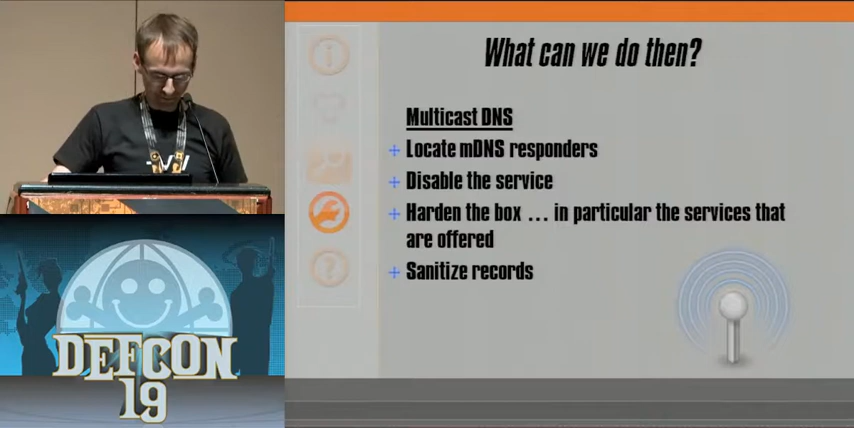 What can we do then?
Multicast DNS
Locate mDNS responders
Disable the service
Harden the box ... in particular the services that
are offered
Sanitize records
DEFCON
19